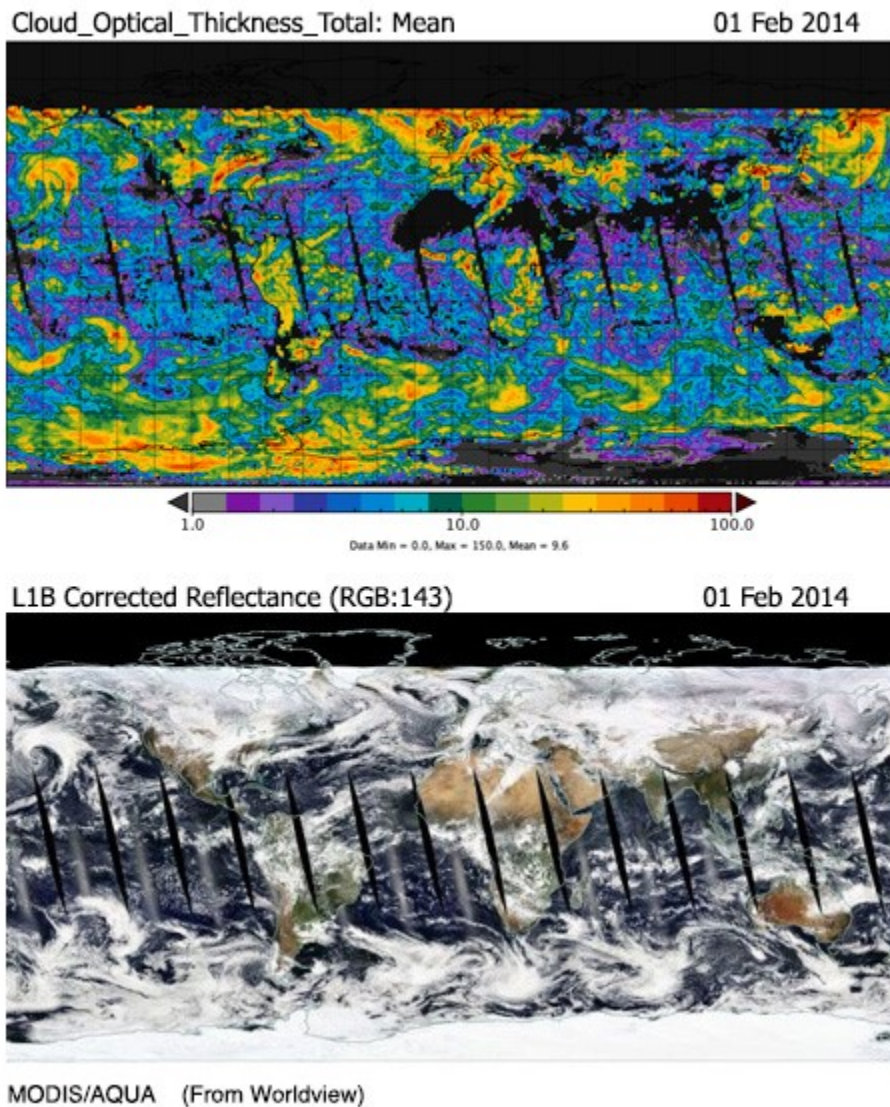 Cloud_Optical_Thickness_Total: Mean 01 Feb 2014
1.0 10.0 100.0
Data Min = 0.0, Max = 150.0, Mean = 9.6
L1B Corrected Reflectance (RGB:143) 01 Feb 2014
MODIS/AQUA (From Worldview)